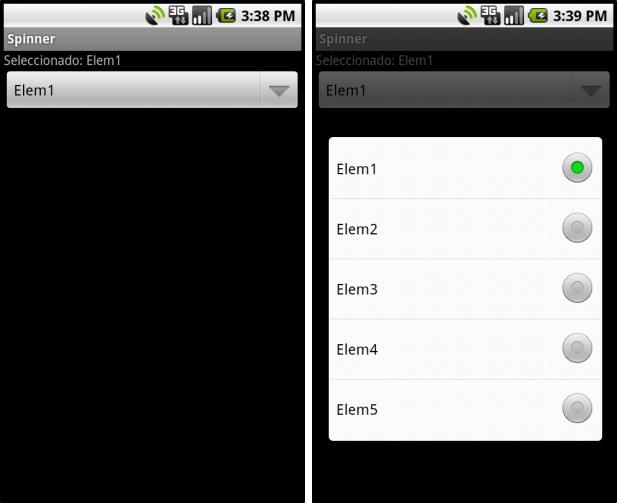 3G 3:38 PM
Spinner
Seleccionado: Elem1
Elem1
3G 3:39 PM
Spinner
Seleccionado: Elem1
Elem1
Elem1
Elem2
Elem3
Elem4
Elem5